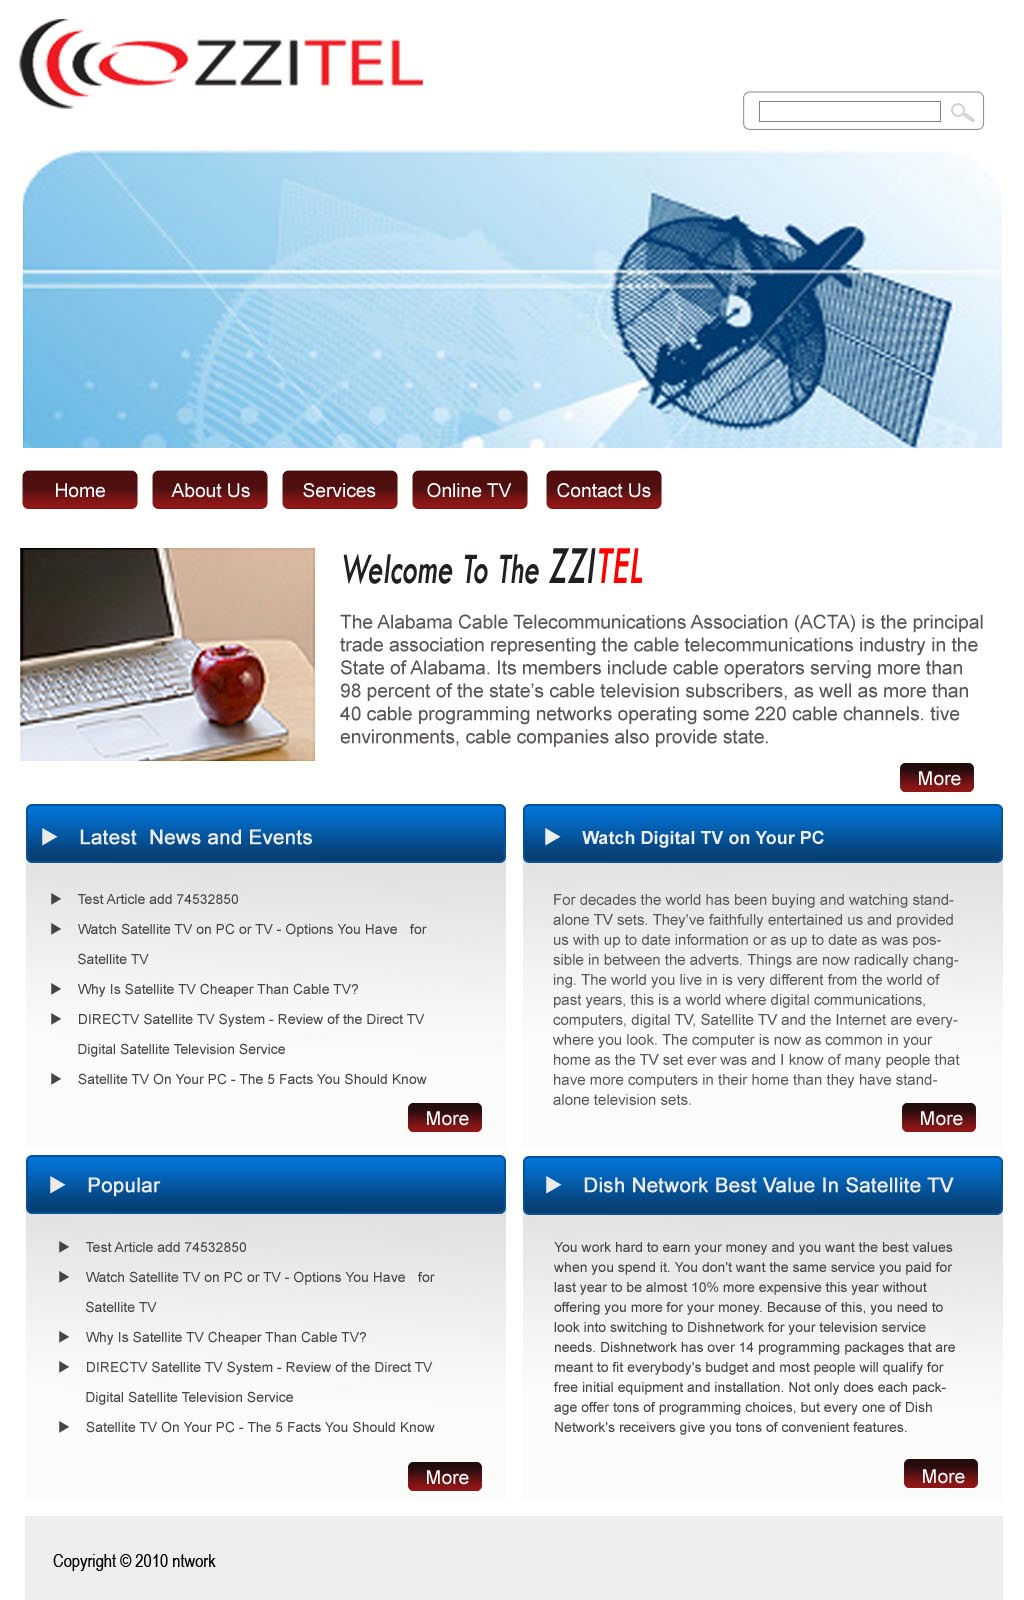 ZZITEL
Home
About Us
Services
Online TV
Contact Us
Welcome To The ZZITEL
The Alabama Cable Telecommunications Association (ACTA) is the principal
trade association representing the cable telecommunications industry in the
State of Alabama. Its members include cable operators serving more than
98 percent of the state’s cable television subscribers, as well as more than
40 cable programming networks operating some 220 cable channels. tive
environments, cable companies also provide state.
More
Latest News and Events
Test Article add 74532850
Watch Satellite TV on PC or TV - Options You Have for
Satellite TV
Why Is Satellite TV Cheaper Than Cable TV?
DIRECTV Satellite TV System - Review of the Direct TV
Digital Satellite Television Service
Satellite TV On Your PC - The 5 Facts You Should Know
More
Watch Digital TV on Your PC
For decades the world has been buying and watching stand-
alone TV sets. They've faithfully entertained us and provided
us with up to date information or as up to date as was pos-
sible in between the adverts. Things are now radically chang-
ing. The world you live in is very different from the world of
past years, this is a world where digital communications,
computers, digital TV, Satellite TV and the Internet are every-
where you look. The computer is now as common in your
home as the TV set ever was and I know of many people that
have more computers in their home than they have stand-
alone television sets.
More
Popular
Test Article add 74532850
Watch Satellite TV on PC or TV - Options You Have for
Satellite TV
Why Is Satellite TV Cheaper Than Cable TV?
DIRECTV Satellite TV System - Review of the Direct TV
Digital Satellite Television Service
Satellite TV On Your PC - The 5 Facts You Should Know
More
Dish Network Best Value In Satellite TV
You work hard to earn your money and you want the best values
when you spend it. You don't want the same service you paid for
last year to be almost 10% more expensive this year without
offering you more for your money. Because of this, you need to
look into switching to Dishnetwork for your television service
needs. Dishnetwork has over 14 programming packages that are
meant to fit everybody's budget and most people will qualify for
free initial equipment and installation. Not only does each pack-
age offer tons of programming choices, but every one of Dish
Network's receivers give you tons of convenient features.
More
Copyright © 2010 ntwork